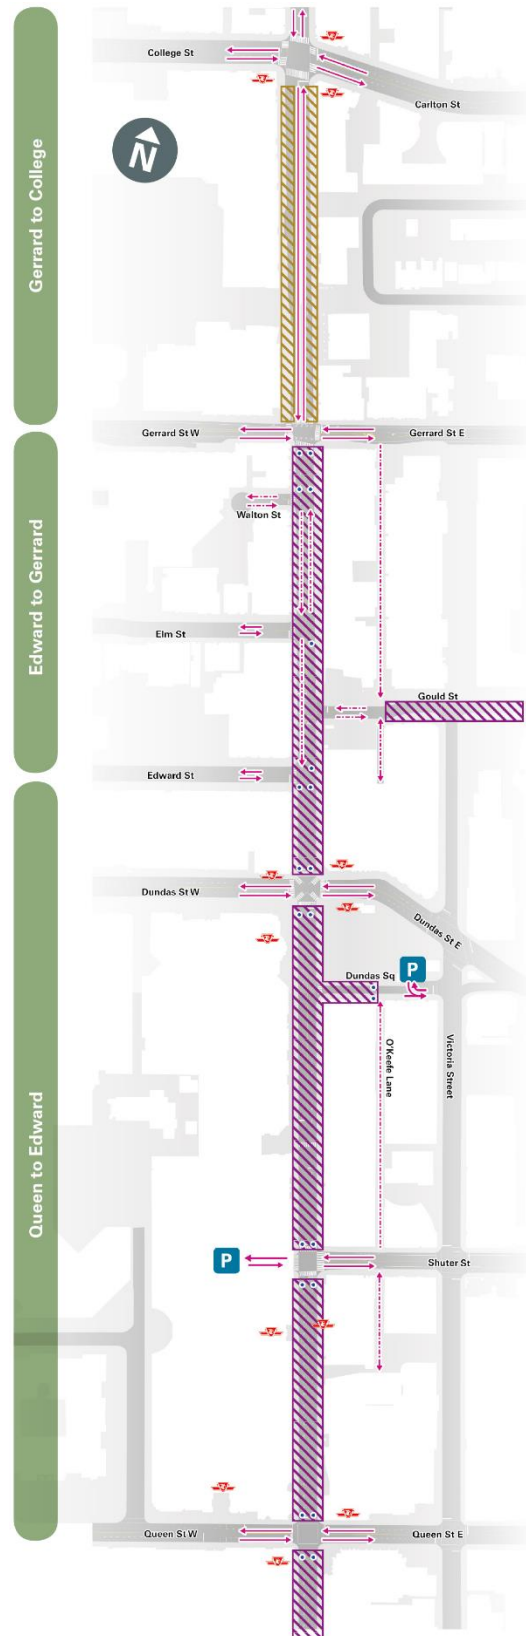 Gerrard to College
Edward to Gerrard
Queen to Edward
College St
Carlton St
N
Gerrard St W
Gerrard St E
Walton St
Elm St
Gould St
Edward St
Dundas St W
Dundas St E
Dundas Sq
P
O'Keefe Lane
Victoria Street
P
Shuter St
Queen St W
Queen St E